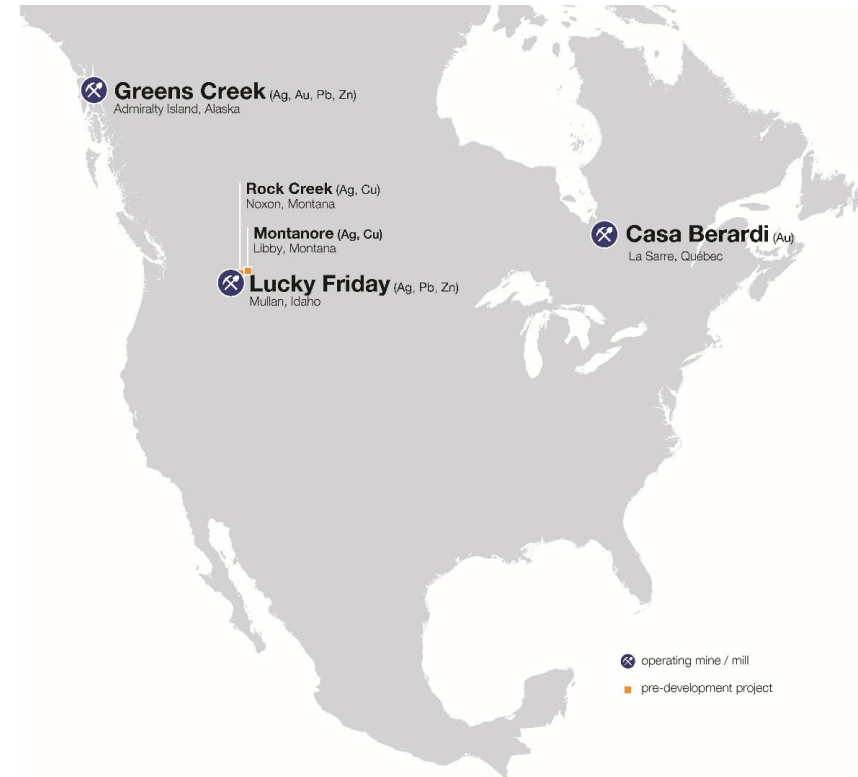 Greens Creek (Ag, Au, Pb, Zn)
Admiralty Island, Alaska
Rock Creek (Ag, Cu)
Noxon, Montana
Montanore (Ag, Cu)
Libby, Montana
Casa Berardi (Au)
La Sarre, Québec
Lucky Friday (Ag, Pb, Zn)
Mullan, Idaho
operating mine / mill
pre-development project